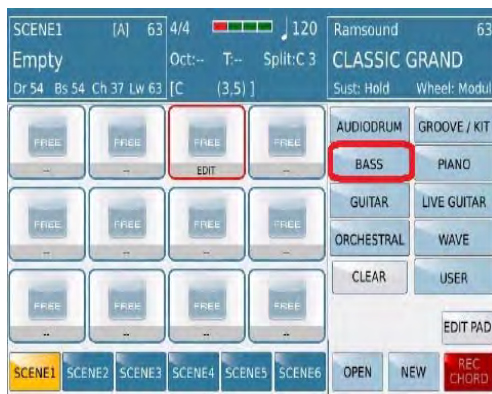 SCENE1 [A] 63
Empty
Dr 54 Bs 54 Ch 37 Lw 63
4/4 120
Oct:-- T:-- Split:C 3
[C (3,5) ]
Ramsound 63
CLASSIC GRAND
Sust: Hold Wheel: Modul
FREE FREE FREE FREE
-- -- EDIT --
--
FREE FREE FREE FREE
-- -- -- --
FREE FREE FREE FREE
-- -- -- --
AUDIODRUM GROOVE / KIT
BASS PIANO
GUITAR LIVE GUITAR
ORCHESTRAL WAVE
CLEAR USER
EDIT PAD
SCENE1 SCENE2 SCENE3 SCENE4 SCENE5 SCENE6
OPEN NEW REC
CHORD